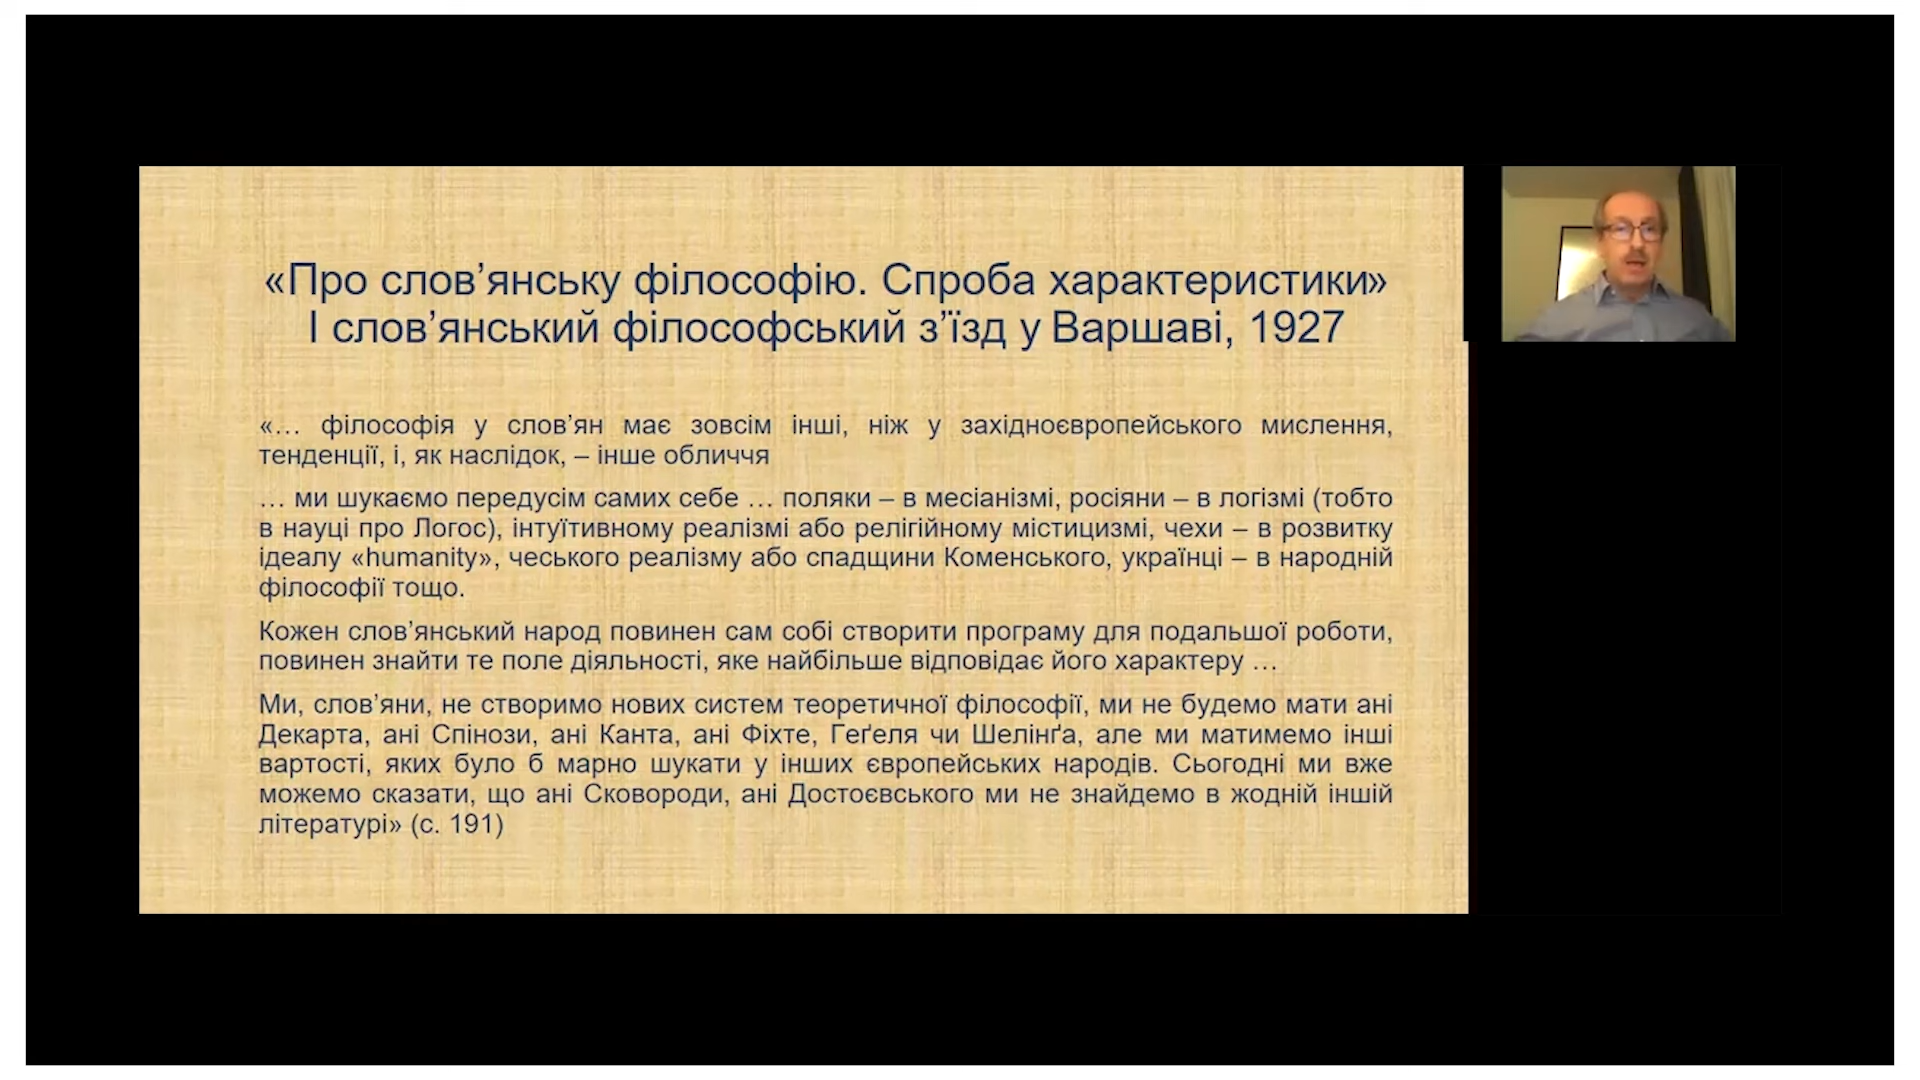 «Про слов’янську філософію. Спроба характеристики»
І слов’янський філософський з’їзд у Варшаві, 1927
«… філософія у слов’ян має зовсім інші, ніж у західноєвропейського мислення,
тенденції, і, як наслідок, – інше обличчя
… ми шукаємо передусім самих себе … поляки – в месіанізмі, росіяни – в логізмі (тобто
в науці про Логос), інтуїтивному реалізмі або релігійному містицизмі, чехи – в розвитку
ідеалу «humanity», чеського реалізму або спадщини Коменського, українці – в народній
філософії тощо.
Кожен слов’янський народ повинен сам собі створити програму для подальшої роботи,
повинен знайти те поле діяльності, яке найбільше відповідає його характеру …
Ми, слов’яни, не створимо нових систем теоретичної філософії, ми не будемо мати ані
Декарта, ані Спінози, ані Канта, ані Фіхте, Геґеля чи Шелінґа, але ми матимемо інші
вартості, яких було б марно шукати у інших європейських народів. Сьогодні ми вже
можемо сказати, що ані Сковороди, ані Достоєвського ми не знайдемо в жодній іншій
літературі» (с. 191)